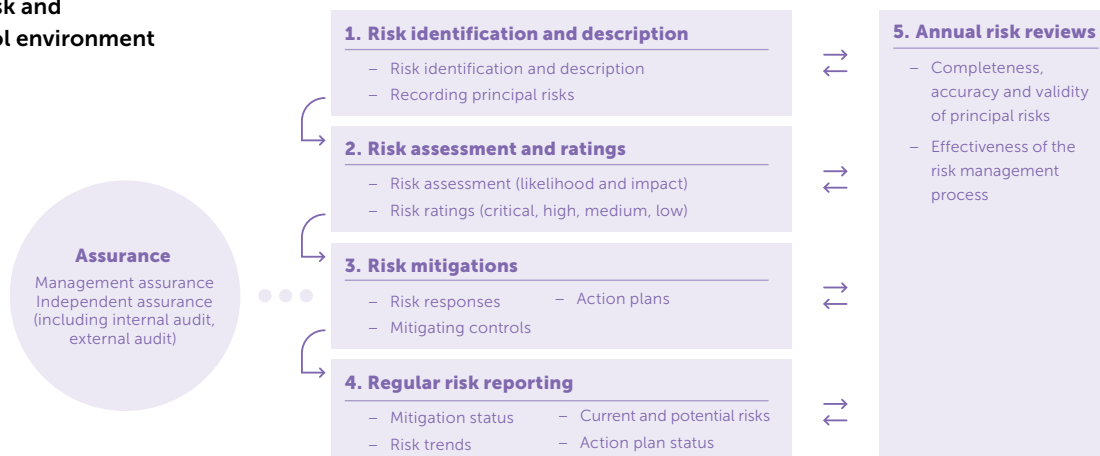 sk and
ol environment
1. Risk identification and description
– Risk identification and description
– Recording principal risks
2. Risk assessment and ratings
– Risk assessment (likelihood and impact)
– Risk ratings (critical, high, medium, low)
3. Risk mitigations
– Risk responses
– Mitigating controls
– Action plans
4. Regular risk reporting
– Mitigation status
– Risk trends
– Current and potential risks
– Action plan status
5. Annual risk reviews
– Completeness,
accuracy and validity
of principal risks
– Effectiveness of the
risk management
process
Assurance
Management assurance
Independent assurance
(including internal audit,
external audit)